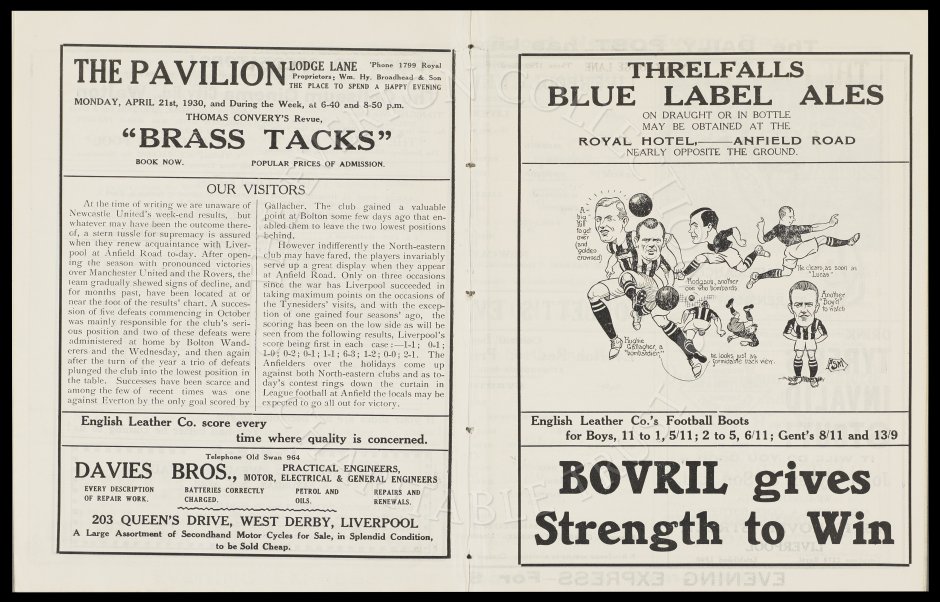 THE PAVILION LODGE LANE 'Phone 1799 Royal
Proprietors; Wm. Hy. Broadhead & Son
THE PLACE TO SPEND A HAPPY EVENING
MONDAY, APRIL 21st, 1930, and During the Week, at 6-40 and 8-50 p.m.
THOMAS CONVERY'S Revue,
"BRASS TACKS"
BOOK NOW. POPULAR PRICES OF ADMISSION.
OUR VISITORS
At the time of writing we are unaware of
Newcastle United's week-end results, but
whatever may have been the outcome there-
of, a stern tussle for supremacy is assured
when they renew acquaintance with Liver-
pool at Anfield Road to-day. After open-
ing the season with pronounced victories
over Manchester United and the Rovers, the
team gradually shewed signs of decline, and
for months past, have been located at or
near the foot of the results' chart. A succes-
sion of five defeats commencing in October
was mainly responsible for the club's seri-
ous position and two of these defeats were
administered at home by Bolton Wand-
erers and the Wednesday, and then again
after the turn of the year a trio of defeats
plunged the club into the lowest position in
the table. Successes have been scarce and
among the few of recent times was one
against Everton by the only goal scored by
Gallacher. The club gained a valuable
point at Bolton some few days ago that en-
abled them to leave the two lowest positions
behind.
However indifferently the North-eastern
club may have fared, the players invariably
serve up a great display when they appear
at Anfield Road. Only on three occasions
since the war has Liverpool succeeded in
taking maximum points on the occasions of
the Tynesiders' visits, and with the excep-
tion of one gained four seasons' ago, the
scoring has been on the low side as will be
seen from the following results, Liverpool's
score being first in each case:—1-1; 0-1;
1-0; 0-2; 0-1; 1-1; 6-3; 1-2; 0-0; 2-1. The
Anfielders over the holidays come up
against both North-eastern clubs and as to-
day's contest rings down the curtain in
League football at Anfield the locals may be
expected to go all out for victory.
English Leather Co. score every
time where quality is concerned.
Telephone Old Swan 964
DAVIES BROS., PRACTICAL ENGINEERS,
MOTOR, ELECTRICAL & GENERAL ENGINEERS
EVERY DESCRIPTION BATTERIES CORRECTLY PETROL AND REPAIRS AND
OF REPAIR WORK. CHARGED. OILS. RENEWALS.
203 QUEEN'S DRIVE, WEST DERBY, LIVERPOOL
A Large Assortment of Secondhand Motor Cycles for Sale, in Splendid Condition,
to be Sold Cheap.
THRELFALLS
BLUE LABEL ALES
ON DRAUGHT OR IN BOTTLE
MAY BE OBTAINED AT THE
ROYAL HOTEL,—ANFIELD ROAD
NEARLY OPPOSITE THE GROUND.
A
big
'un
to get
over
(and
golden
crowned)
He clears as soon as
"Lucas"
Hodgson, another
one who bombards
Another
"Davy"
to watch
Hughie
Gallagher, a
"bombardier"
he looks just as
formidable back view.
English Leather Co.'s Football Boots
for Boys, 11 to 1, 5/11; 2 to 5, 6/11; Gent's 8/11 and 13/9
BOVRIL gives
Strength to Win